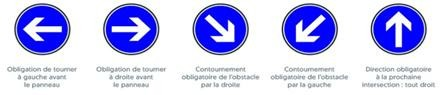 Obligation de tourner
à gauche avant
le panneau
Obligation de tourner
à droite avant
le panneau
Contournement
obligatoire de l'obstacle
par la droite
Contournement
obligatoire de l'obstacle
par la gauche
Direction obligatoire
à la prochaine
intersection : tout droit